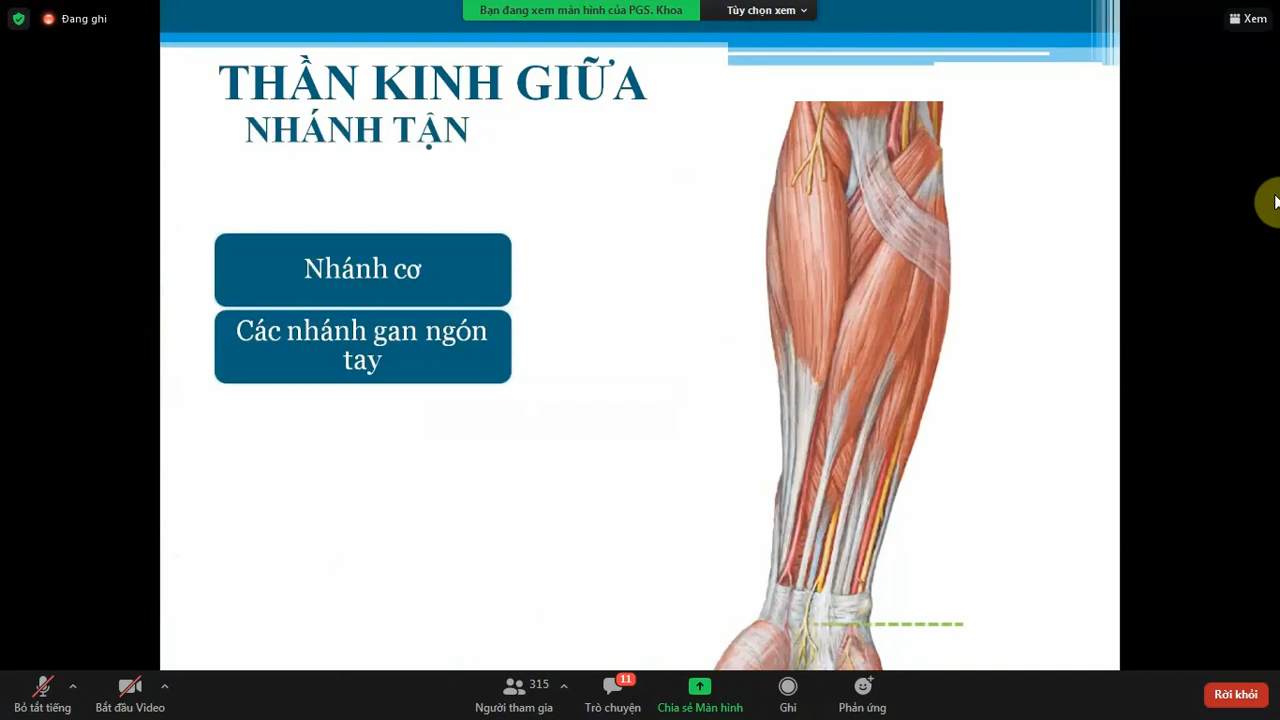 Đang ghi
Bạn đang xem màn hình của PGS. Khoa
Tùy chọn xem
Xem
THẦN KINH GIỮA
NHÁNH TẬN
Nhánh cơ
Các nhánh gan ngón
tay
Bỏ tắt tiếng
Bắt đầu Video
315
Người tham gia
11
Trò chuyện
Chia sẻ Màn hình
Ghi
Phản ứng
Rời khỏi